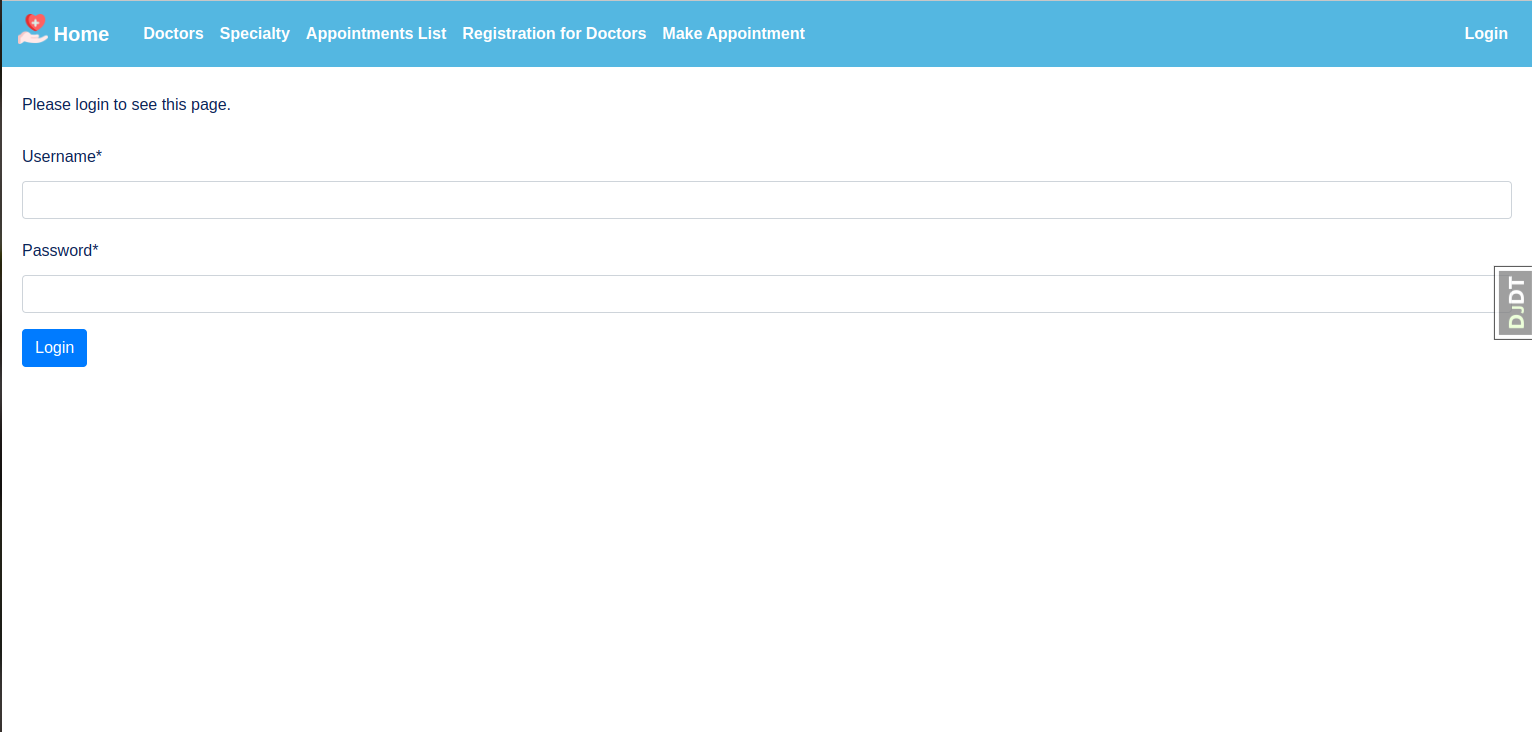 Home Doctors Specialty Appointments List Registration for Doctors Make Appointment Login
Please login to see this page.
Username*
Password*
DJDT
Login